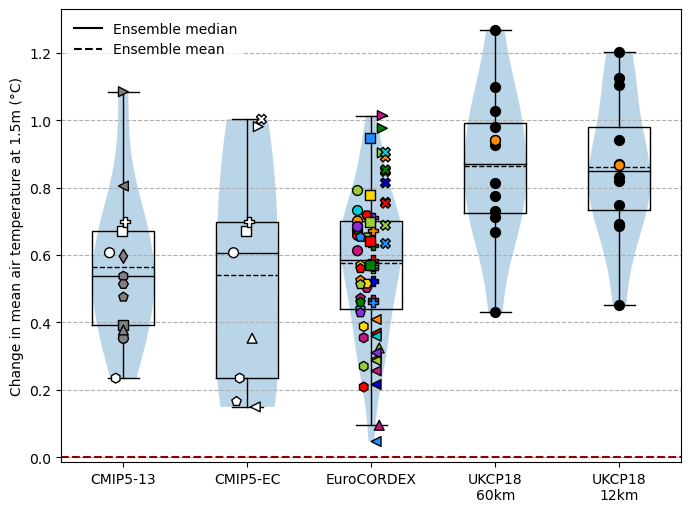 Ensemble median
Ensemble mean
Change in mean air temperature at 1.5m (°C)
1.2
1.0
0.8
0.6
0.4
0.2
0.0
CMIP5-13
CMIP5-EC
EuroCORDEX
UKCP18
60km
UKCP18
12km